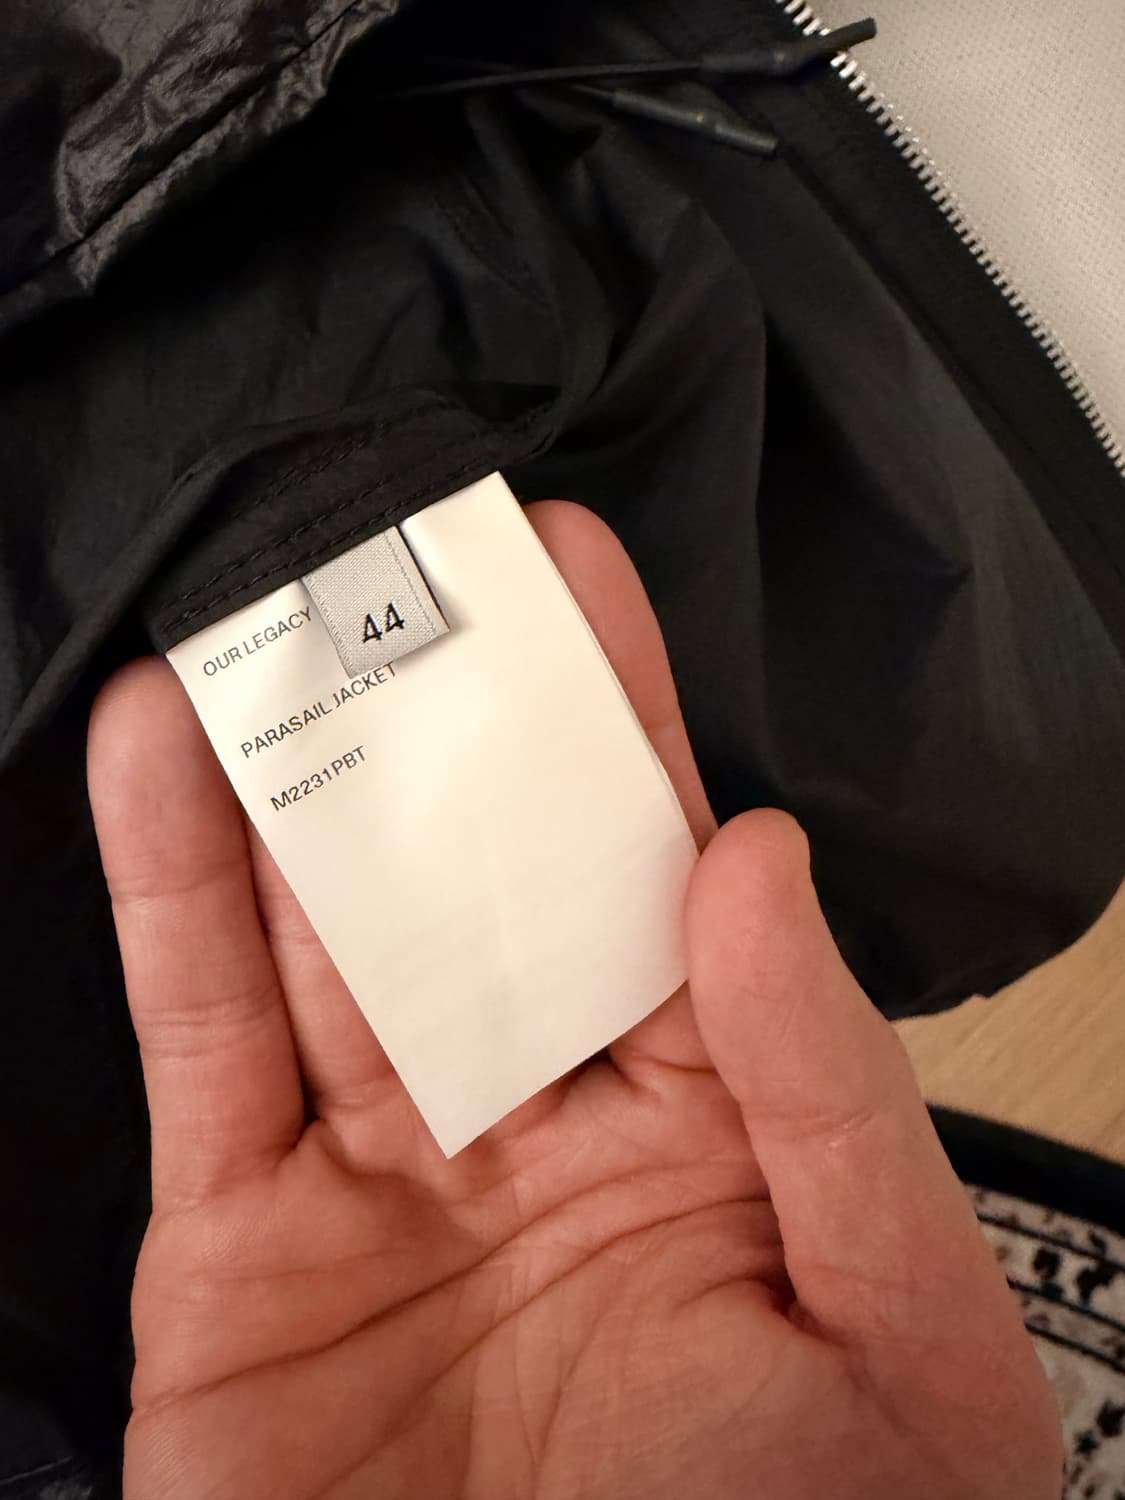 44
OUR LEGACY
PARASAIL JACKET
M2231PBT